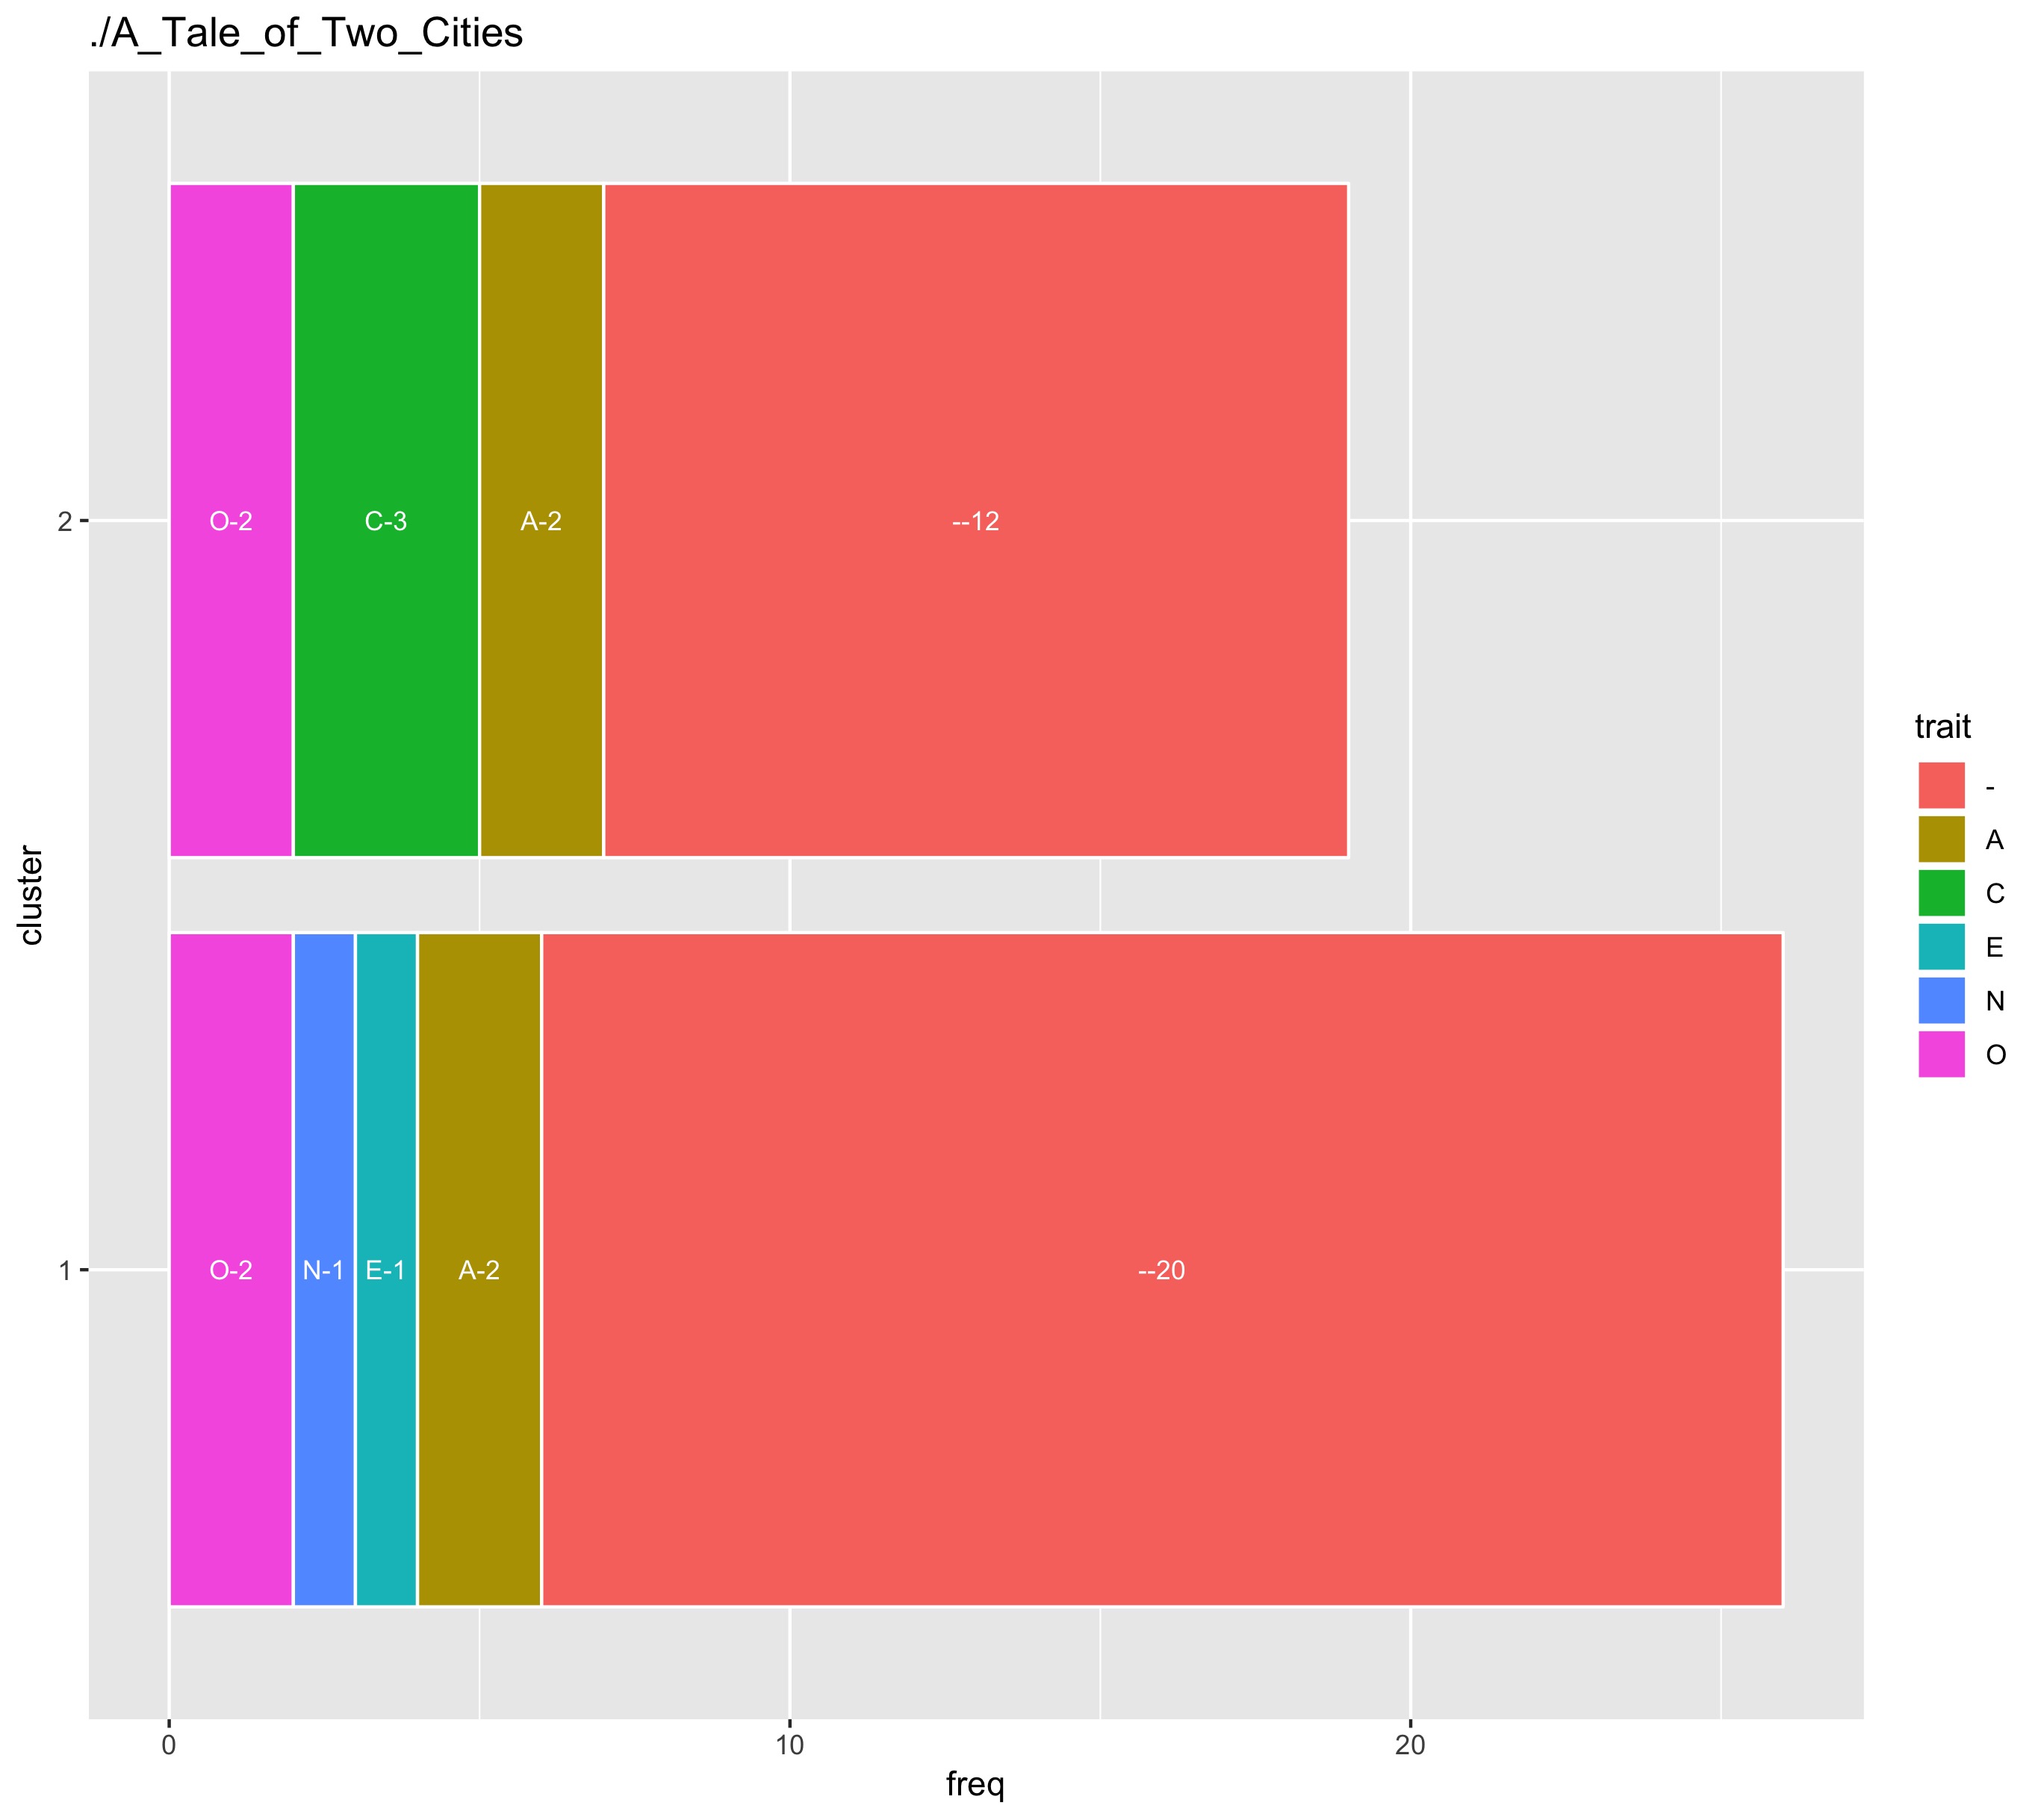 ./A_Tale_of_Two_Cities
2
O-2 C-3 A-2 --12
cluster
1
O-2 N-1 E-1 A-2 --20
0 10 20
freq
trait
-
A
C
E
N
O